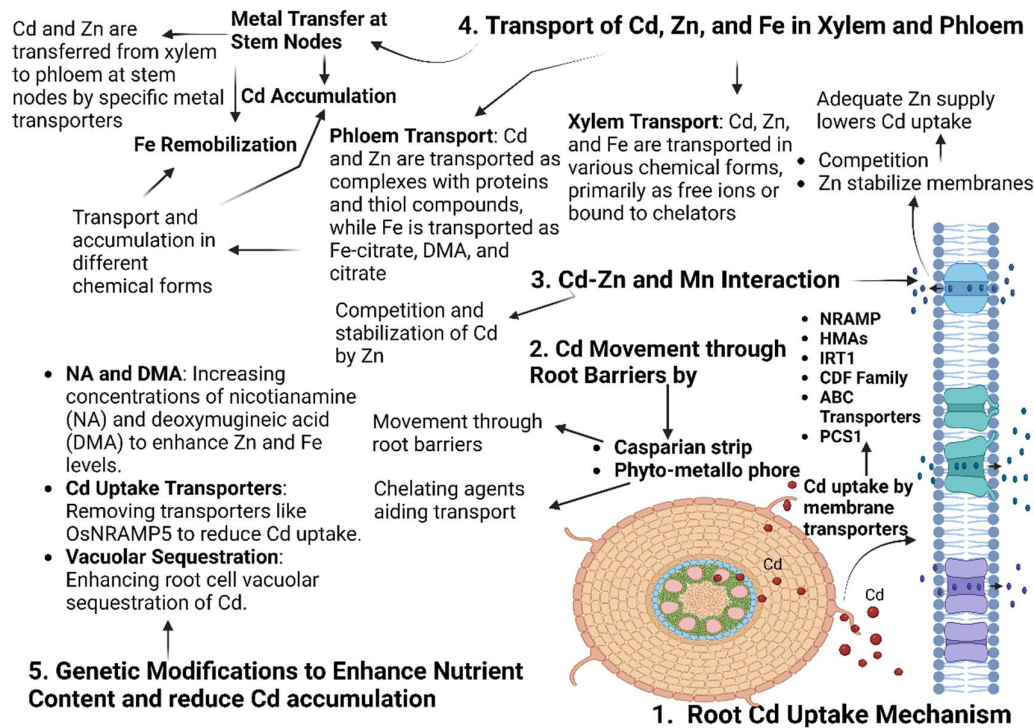 Cd and Zn are
transferred from xylem
to phloem at stem
nodes by specific metal
transporters
Metal Transfer at
Stem Nodes
Cd Accumulation
Fe Remobilization
Transport and
accumulation in
different
chemical forms
4. Transport of Cd, Zn, and Fe in Xylem and Phloem
Phloem Transport: Cd
and Zn are transported as
complexes with proteins
and thiol compounds,
while Fe is transported as
Fe-citrate, DMA, and
citrate
Xylem Transport: Cd, Zn,
and Fe are transported in
various chemical forms,
primarily as free ions or
bound to chelators
Adequate Zn supply
lowers Cd uptake
• Competition
• Zn stabilize membranes
3. Cd-Zn and Mn Interaction
Competition and
stabilization of Cd
by Zn
2. Cd Movement through
Root Barriers by
• Casparian strip
• Phyto-metallo phore
Movement through
root barriers
Chelating agents
aiding transport
• NRAMP
• HMAs
• IRT1
• CDF Family
• ABC
Transporters
• PCS1
Cd uptake by
membrane
transporters
Cd
Cd
• NA and DMA: Increasing
concentrations of nicotianamine
(NA) and deoxymugineic acid
(DMA) to enhance Zn and Fe
levels.
• Cd Uptake Transporters:
Removing transporters like
OsNRAMP5 to reduce Cd uptake.
• Vacuolar Sequestration:
Enhancing root cell vacuolar
sequestration of Cd.
5. Genetic Modifications to Enhance Nutrient
Content and reduce Cd accumulation
1. Root Cd Uptake Mechanism